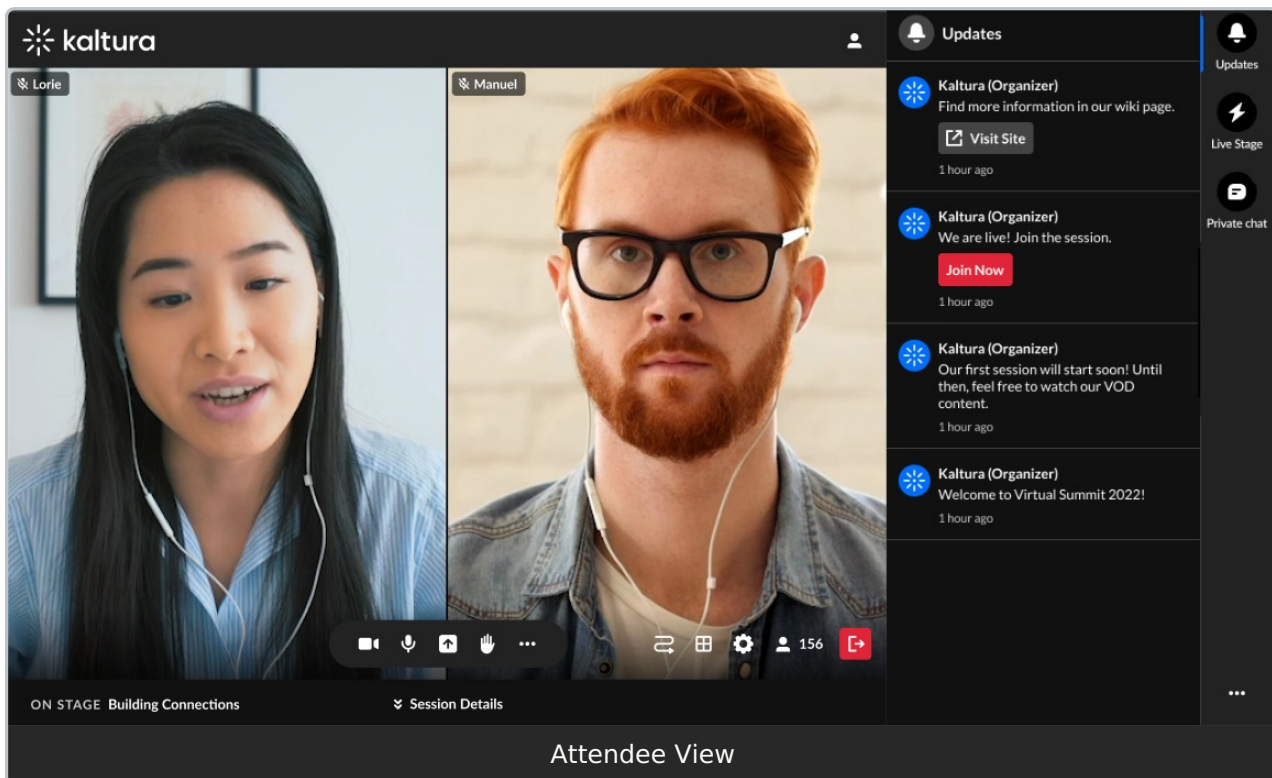 kaltura
Lorie
Manuel
156
ON STAGE Building Connections
Session Details
Updates
Kaltura (Organizer)
Find more information in our wiki page.
Visit Site
1 hour ago
Kaltura (Organizer)
We are live! Join the session.
Join Now
1 hour ago
Kaltura (Organizer)
Our first session will start soon! Until
then, feel free to watch our VOD
content.
1 hour ago
Kaltura (Organizer)
Welcome to Virtual Summit 2022!
1 hour ago
Updates
Live Stage
Private chat
Attendee View